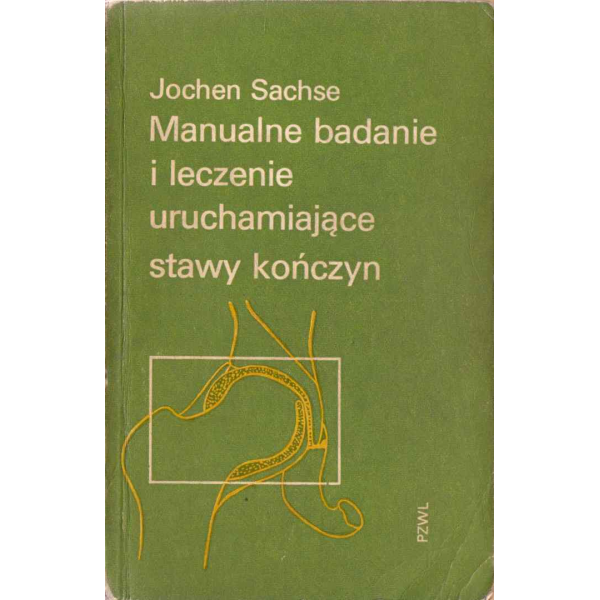 Jochen Sachse
Manualne badanie
i leczenie
uruchamiające
stawy kończyn
PZWL